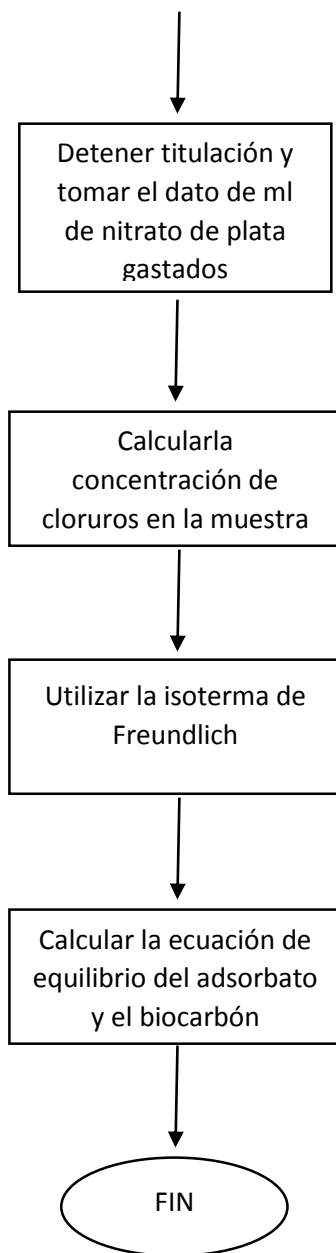 Detener titulación y
tomar el dato de ml
de nitrato de plata
gastados
Calcularla
concentración de
cloruros en la muestra
Utilizar la isoterma de
Freundlich
Calcular la ecuación de
equilibrio del adsorbato
y el biocarbón
FIN